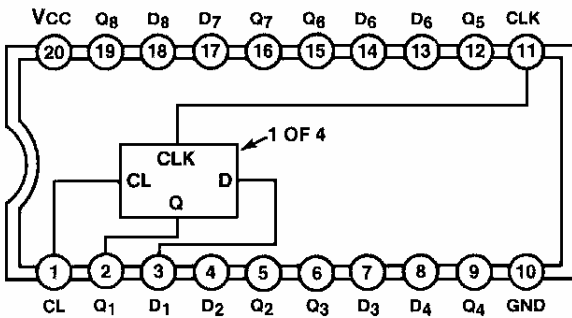 VCC Q8 D8 D7 Q7 Q6 D6 D6 Q5 CLK
20 19 18 17 16 15 14 13 12 11
1 OF 4
CLK
CL D
Q
1 2 3 4 5 6 7 8 9 10
CL Q1 D1 D2 Q2 Q3 D3 D4 Q4 GND